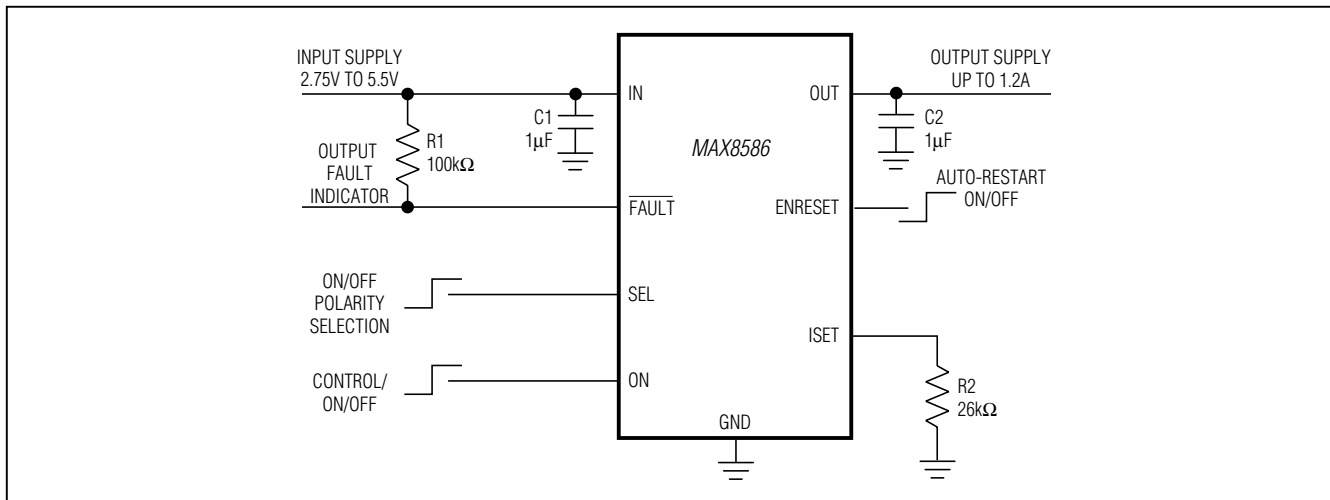 INPUT SUPPLY
2.75V TO 5.5V
OUTPUT SUPPLY
UP TO 1.2A
IN
OUT
C1
1μF
C2
1μF
R1
100kΩ
MAX8586
OUTPUT
FAULT
INDICATOR
AUTO-RESTART
ON/OFF
FAULT
ENRESET
ON/OFF
POLARITY
SELECTION
SEL
ISET
CONTROL/
ON/OFF
ON
R2
26kΩ
GND